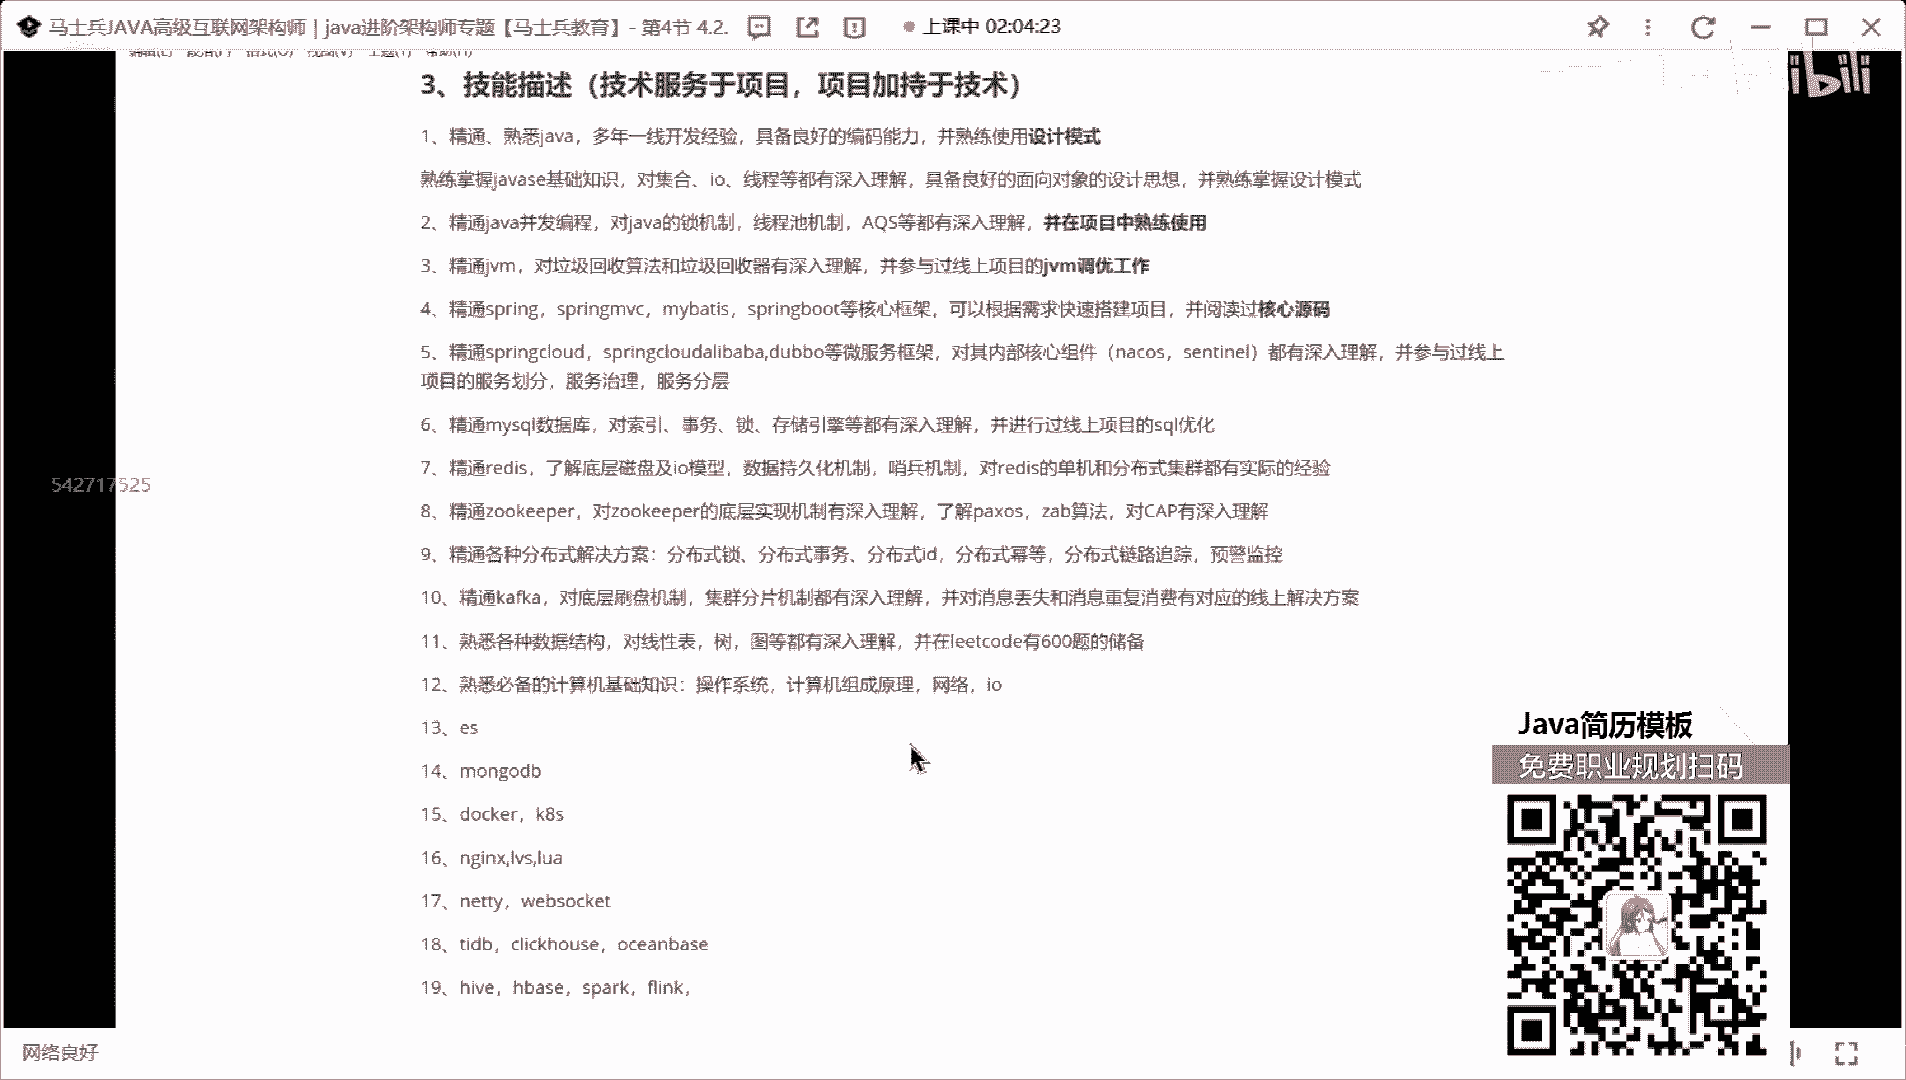 马士兵JAVA高级互联网架构师｜java进阶架构师专题【马士兵教育】- 第4节 4.2.
上课中 02:04:23
ibili
3、技能描述（技术服务于项目，项目加持于技术）
1、精通、熟悉java，多年一线开发经验，具备良好的编码能力，并熟练使用设计模式
熟练掌握javase基础知识，对集合、io、线程等都有深入理解，具备良好的面向对象的设计思想，并熟练掌握设计模式
2、精通java并发编程，对java的锁机制，线程池机制，AQS等都有深入理解，并在项目中熟练使用
3、精通jvm，对垃圾回收算法和垃圾回收器有深入理解，并参与过线上项目的jvm调优工作
4、精通spring，springmvc，mybatis，springboot等核心框架，可以根据需求快速搭建项目，并阅读过核心源码
5、精通springcloud，springcloudalibaba,dubbo等微服务框架，对其内部核心组件（nacos，sentinel）都有深入理解，并参与过线上
项目的服务划分，服务治理，服务分层
6、精通mysql数据库，对索引、事务、锁、存储引擎等都有深入理解，并进行过线上项目的sql优化
542717525
7、精通redis，了解底层磁盘及io模型，数据持久化机制，哨兵机制，对redis的单机和分布式集群都有实际的经验
8、精通zookeeper，对zookeeper的底层实现机制有深入理解，了解paxos，zab算法，对CAP有深入理解
9、精通各种分布式解决方案：分布式锁、分布式事务、分布式id，分布式幂等，分布式链路追踪，预警监控
10、精通kafka，对底层刷盘机制，集群分片机制都有深入理解，并对消息丢失和消息重复消费有对应的线上解决方案
11、熟悉各种数据结构，对线性表，树，图等都有深入理解，并在leetcode有600题的储备
12、熟悉必备的计算机基础知识：操作系统，计算机组成原理，网络，io
13、es
14、mongodb
15、docker，k8s
16、nginx,lvs,lua
17、netty，websocket
18、tidb，clickhouse，oceanbase
19、hive，hbase，spark，flink，
Java简历模板
免费职业规划扫码
网络良好